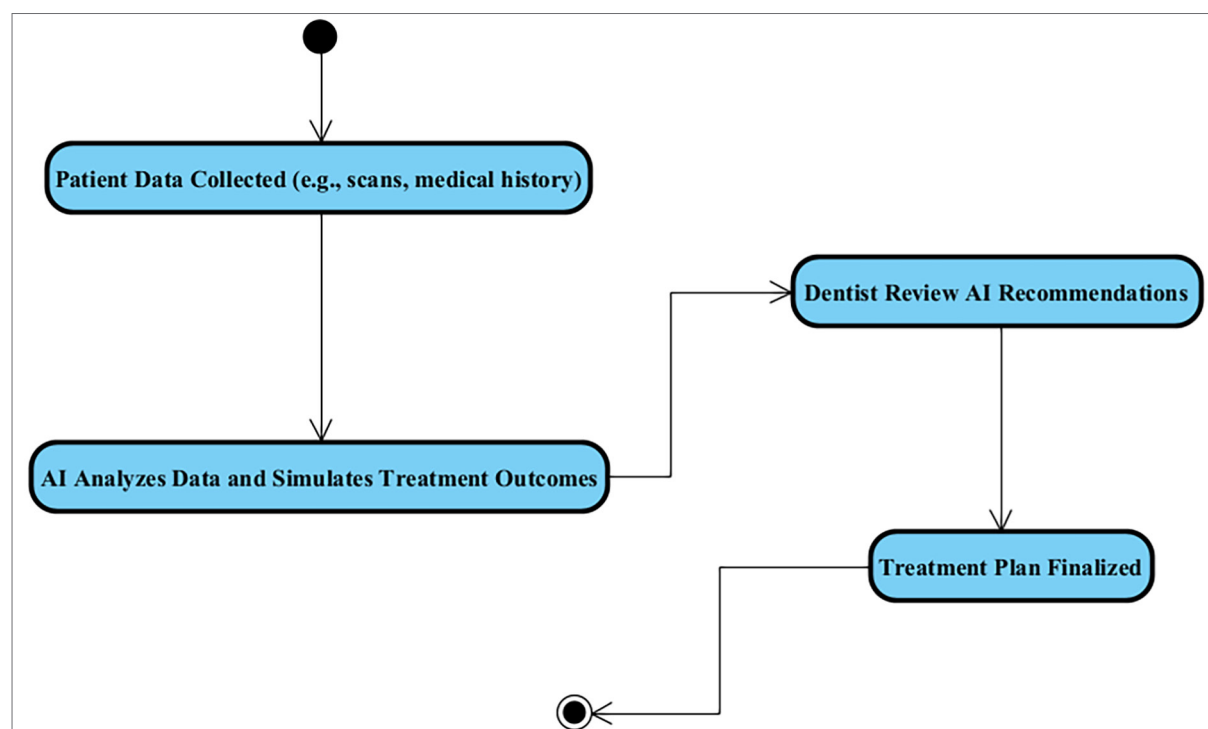 Patient Data Collected (e.g., scans, medical history)
AI Analyzes Data and Simulates Treatment Outcomes
Dentist Review AI Recommendations
Treatment Plan Finalized